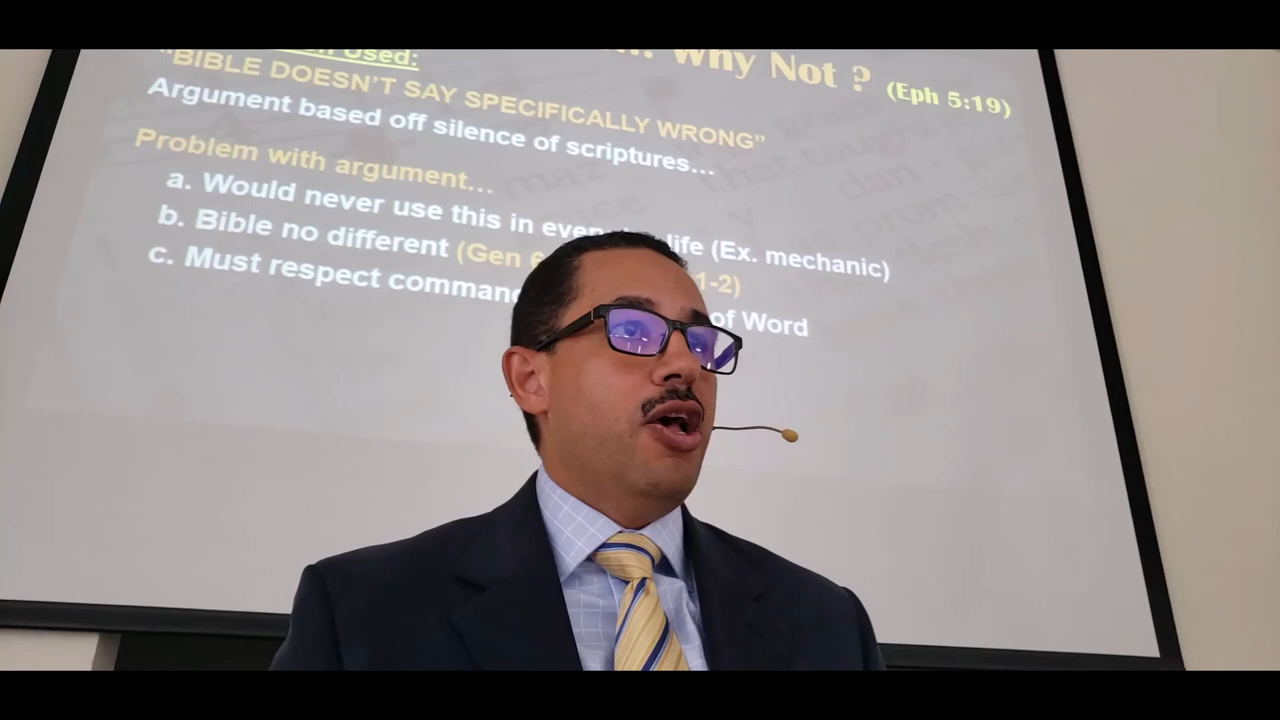 Used:
Why Not ? (Eph 5:19)
"BIBLE DOESN'T SAY SPECIFICALLY WRONG"
Argument based off silence of scriptures...
Problem with argument...
a. Would never use this in life (Ex. mechanic)
b. Bible no different (Gen 6 1-2)
c. Must respect of Word